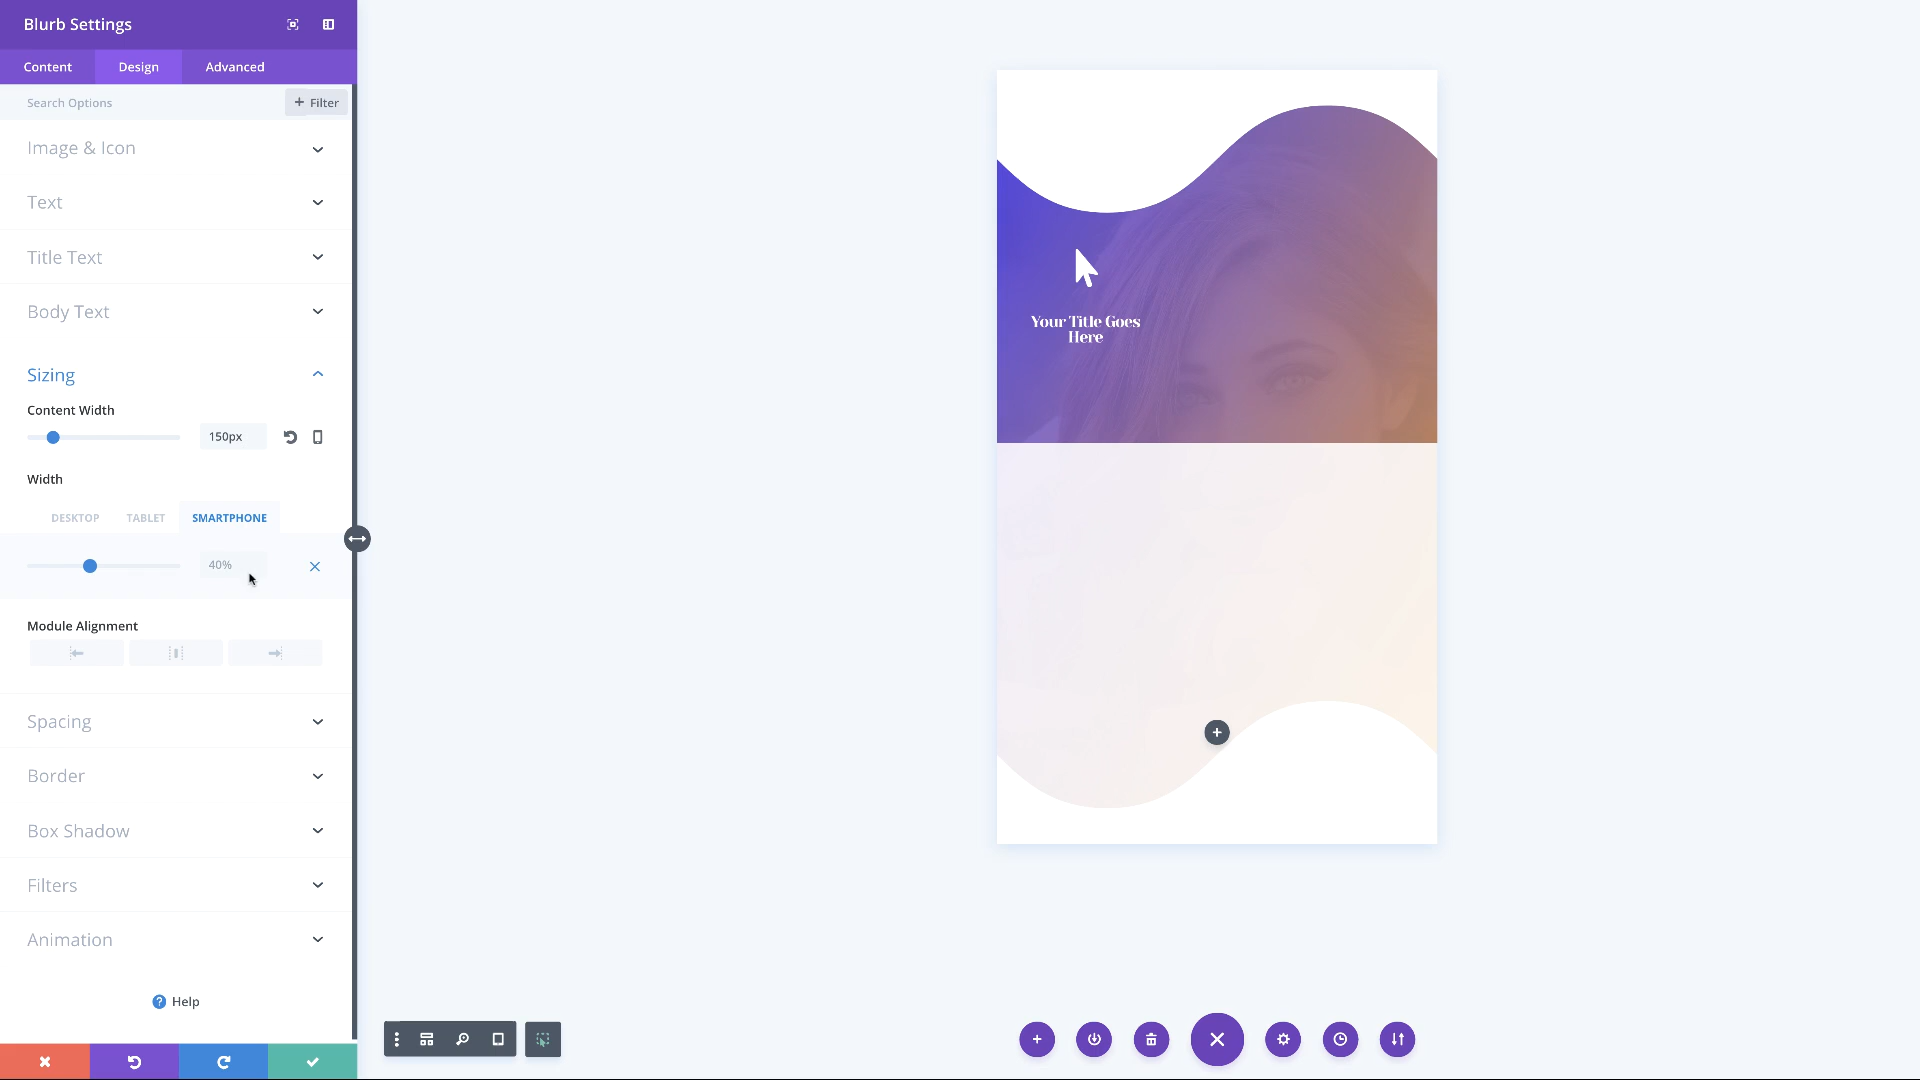 Blurb Settings
Content
Design
Advanced
Search Options
+ Filter
Image & Icon
Text
Title Text
Body Text
Sizing
Content Width
150px
Width
DESKTOP
TABLET
SMARTPHONE
40%
Module Alignment
Spacing
Border
Box Shadow
Filters
Animation
? Help
Your Title Goes
Here